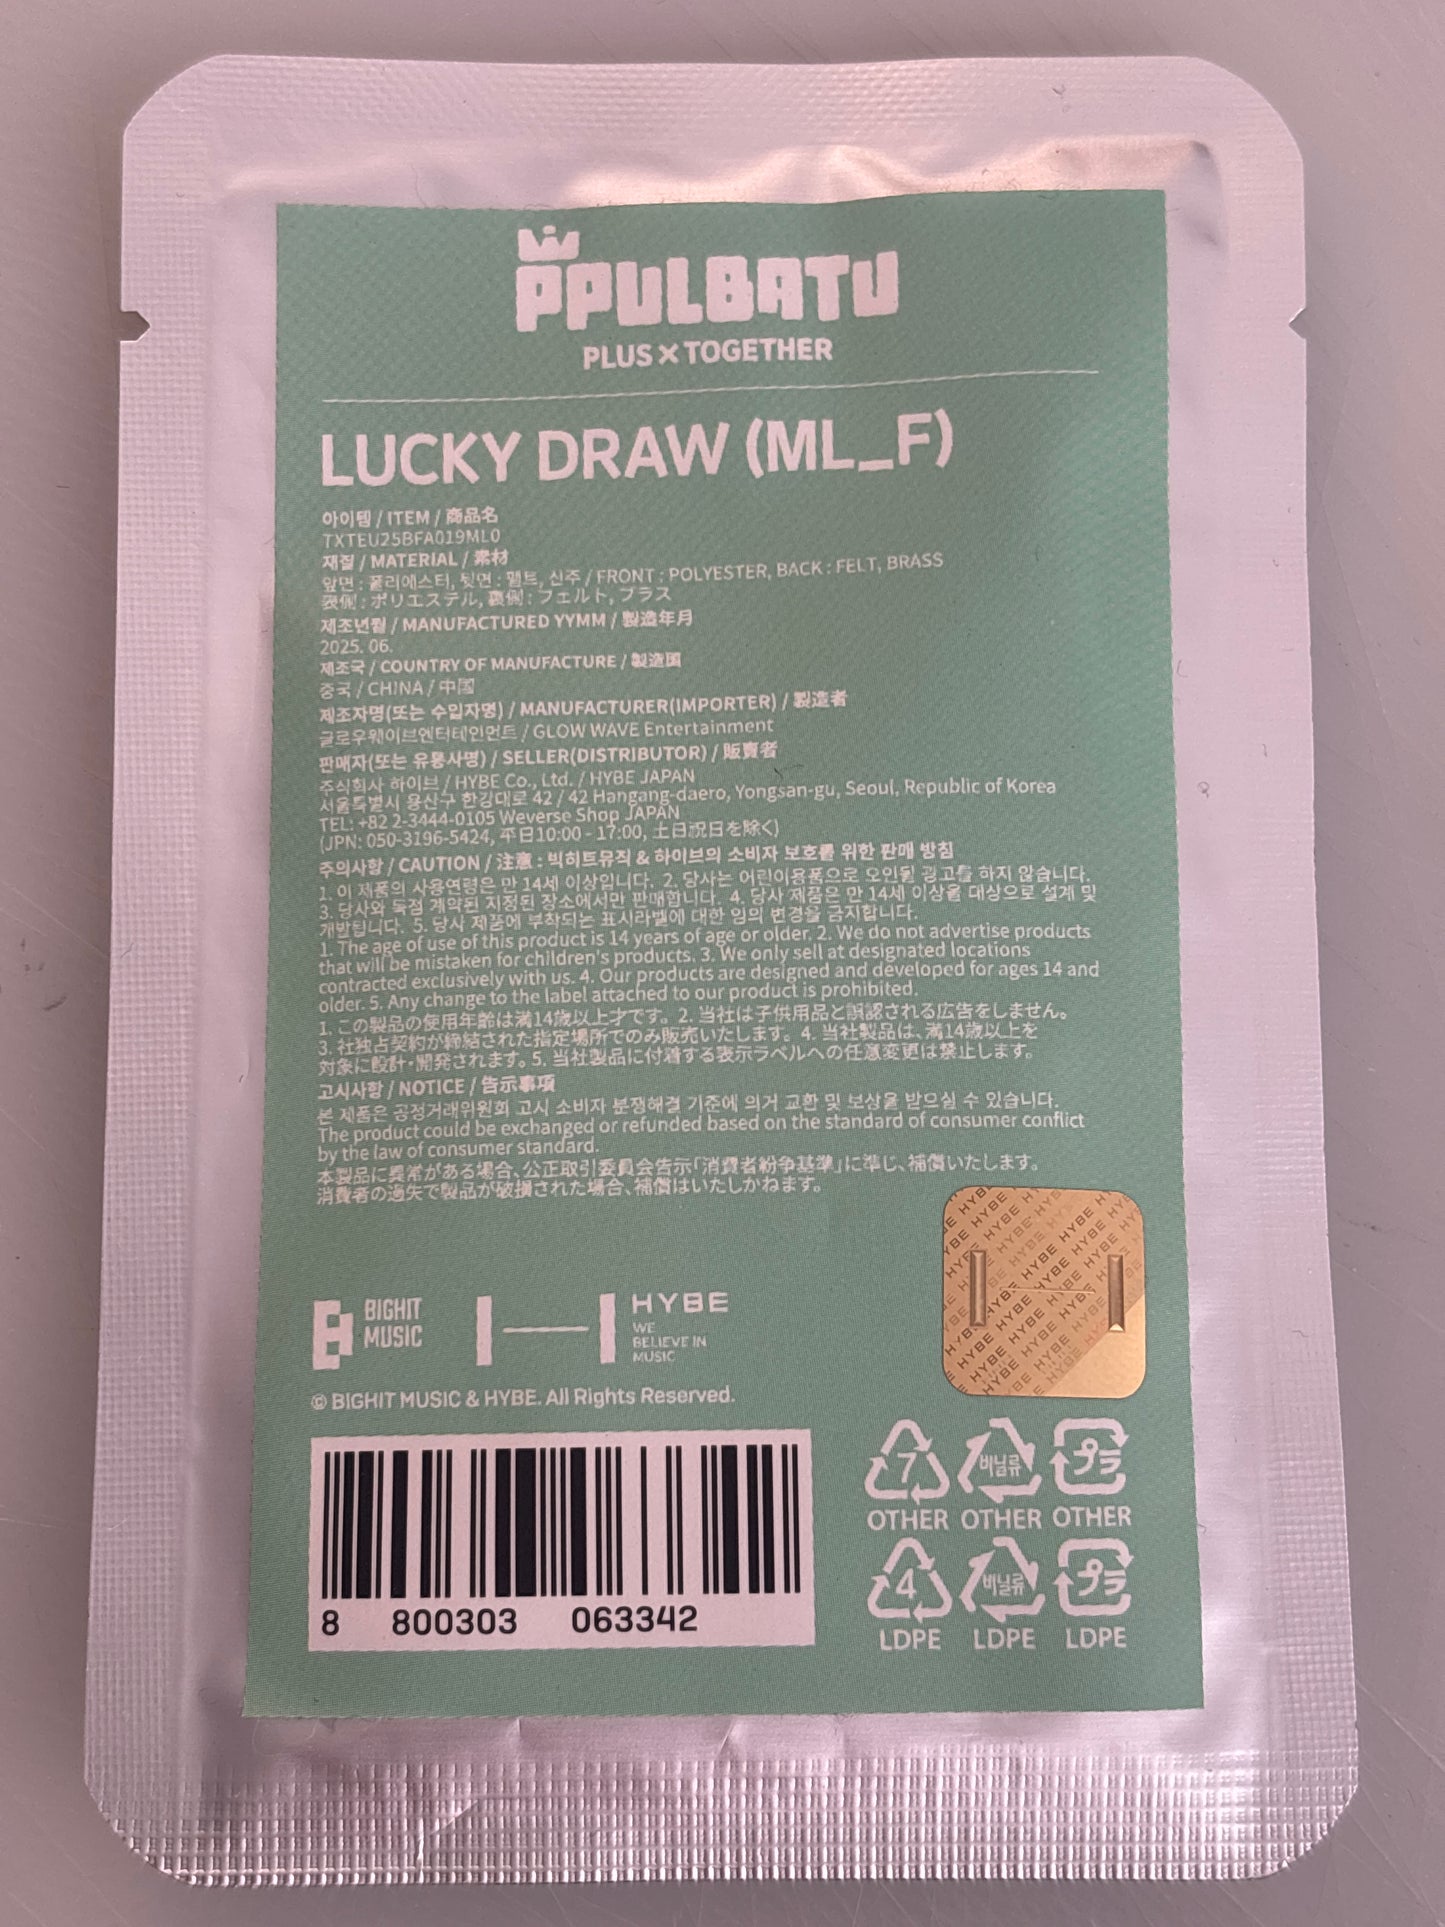 PPULBATU
PLUS × TOGETHER
LUCKY DRAW (ML_F)
아이템 / ITEM / 商品名
TXTEU25BFA019ML0
재질 / MATERIAL / 素材
앞면 : 폴리에스터, 뒷면 : 펠트, 신주 / FRONT : POLYESTER, BACK : FELT, BRASS
表側 : ポリエステル, 裏側 : フェルト, ブラス
제조년월 / MANUFACTURED YYMM / 製造年月
2025. 06.
제조국 / COUNTRY OF MANUFACTURE / 製造国
중국 / CHINA / 中国
제조자명(또는 수입자명) / MANUFACTURER(IMPORTER) / 製造者
글로우웨이브엔터테인먼트 / GLOW WAVE Entertainment
판매자(또는 유통사명) / SELLER(DISTRIBUTOR) / 販賣者
주식회사 하이브 / HYBE Co., Ltd. / HYBE JAPAN
서울특별시 용산구 한강대로 42 / 42 Hangang-daero, Yongsan-gu, Seoul, Republic of Korea
TEL: +82 2-3444-0105 Weverse Shop JAPAN
(JPN: 050-3196-5424, 平日10:00 - 17:00, 土日祝日を除く)
주의사항 / CAUTION / 注意 : 빅히트뮤직 & 하이브의 소비자 보호를 위한 판매 방침
1. 이 제품의 사용연령은 만 14세 이상입니다. 2. 당사는 어린이용품으로 오인될 광고를 하지 않습니다.
3. 당사와 독점 계약된 지정된 장소에서만 판매합니다. 4. 당사 제품은 만 14세 이상을 대상으로 설계 및
개발됩니다. 5. 당사 제품에 부착되는 표시라벨에 대한 임의 변경을 금지합니다.
1. The age of use of this product is 14 years of age or older. 2. We do not advertise products
that will be mistaken for children's products. 3. We only sell at designated locations
contracted exclusively with us. 4. Our products are designed and developed for ages 14 and
older. 5. Any change to the label attached to our product is prohibited.
1. この製品の使用年齢は満14歳以上才です。 2. 当社は子供用品と誤認される広告をしません。
3. 社独占契約が締結された指定場所でのみ販売いたします。 4. 当社製品は、満14歳以上を
対象に設計・開発されます。 5. 当社製品に付着する表示ラベルへの任意変更は禁止します。
고시사항 / NOTICE / 告示事項
본 제품은 공정거래위원회 고시 소비자 분쟁해결 기준에 의거 교환 및 보상을 받으실 수 있습니다.
The product could be exchanged or refunded based on the standard of consumer conflict
by the law of consumer standard.
本製品に異常がある場合、公正取引委員会告示「消費者紛争基準」に準じ、補償いたします。
消費者の過失で製品が破損された場合、補償はいたしかねます。
BIGHIT
MUSIC
HYBE
WE
BELIEVE IN
MUSIC
© BIGHIT MUSIC & HYBE. All Rights Reserved.
8 800303 063342
7 비닐류 プラ
OTHER OTHER OTHER
4 비닐류 プラ
LDPE LDPE LDPE